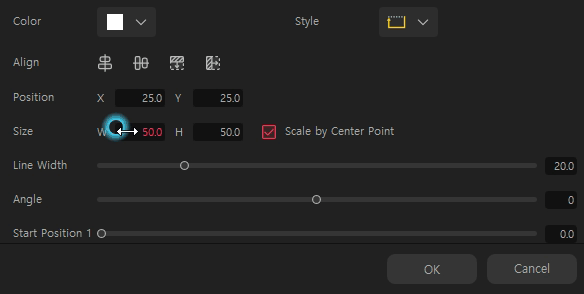 Color Style
Align
Position X 25.0 Y 25.0
Size W 50.0 H 50.0 Scale by Center Point
Line Width 20.0
Angle 0
Start Position 1 0.0
OK Cancel